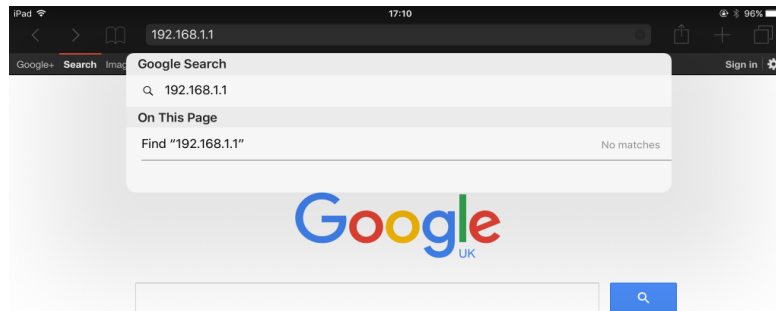 iPad 17:10 96%
192.168.1.1
Google+ Search Imag Sign in
Google Search
192.168.1.1
On This Page
Find “192.168.1.1” No matches
Google
UK